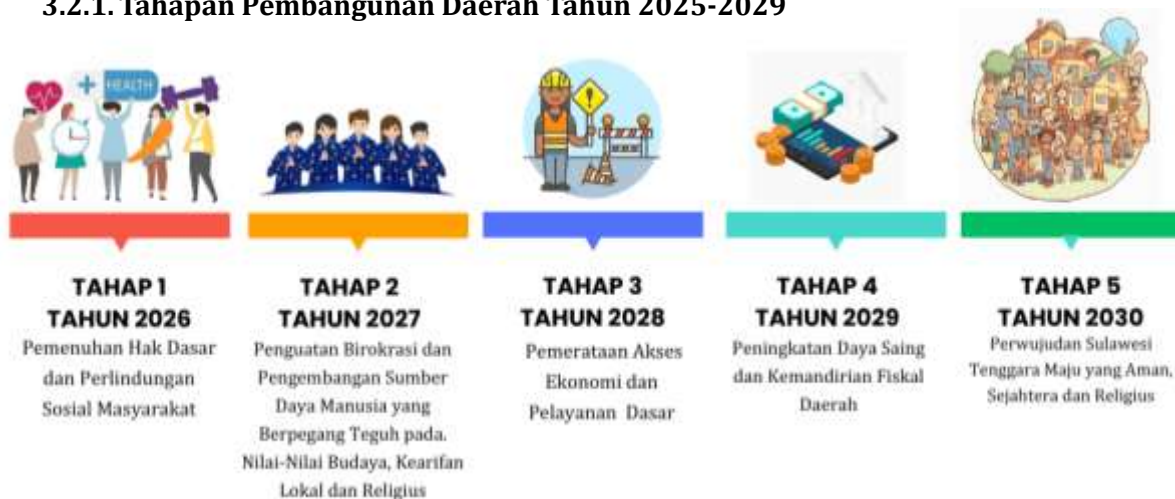 3.2.1. Tahapan Pembangunan Daerah Tahun 2025-2029
HEALTH
TAHAP 1
TAHUN 2026
Pemenuhan Hak Dasar
dan Perlindungan
Sosial Masyarakat
TAHAP 2
TAHUN 2027
Penguatan Birokrasi dan
Pengembangan Sumber
Daya Manusia yang
Berpegang Teguh pada.
Nilai-Nilai Budaya, Kearifan
Lokal dan Religius
TAHAP 3
TAHUN 2028
Pemerataan Akses
Ekonomi dan
Pelayanan Dasar
TAHAP 4
TAHUN 2029
Peningkatan Daya Saing
dan Kemandirian Fiskal
Daerah
TAHAP 5
TAHUN 2030
Perwujudan Sulawesi
Tenggara Maju yang Aman,
Sejahtera dan Religius